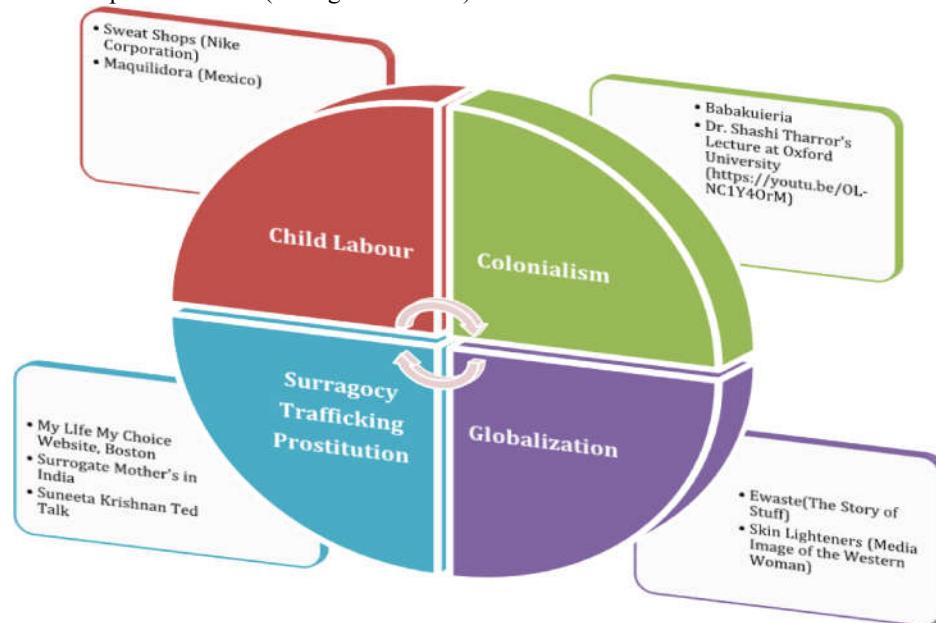 • Sweat Shops (Nike
Corporation)
• Maquilidora (Mexico)
• Babakuieria
• Dr. Shashi Tharror's
Lecture at Oxford
University
(https://youtu.be/OL-
NC1Y4OrM)
Child Labour
Colonialism
Surragocy
Trafficking
Prostitution
Globalization
• My LIfe My Choice
Website, Boston
• Surrogate Mother's in
India
• Suneeta Krishnan Ted
Talk
• Ewaste(The Story of
Stuff)
• Skin Lighteners (Media
Image of the Western
Woman)